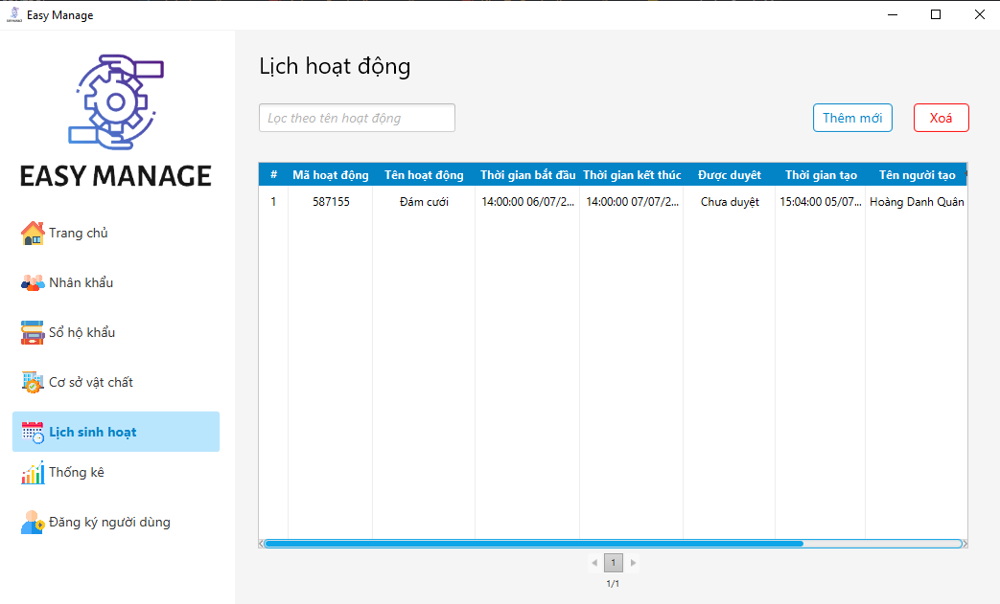 Easy Manage
EASY MANAGE
Trang chủ
Nhân khẩu
Sổ hộ khẩu
Cơ sở vật chất
Lịch sinh hoạt
Thống kê
Đăng ký người dùng
Lịch hoạt động
Lọc theo tên hoạt động
Thêm mới Xoá
# Mã hoạt động Tên hoạt động Thời gian bắt đầu Thời gian kết thúc Được duyêt Thời gian tạo Tên người tạo
1 587155 Đám cưới 14:00:00 06/07/2... 14:00:00 07/07/2... Chưa duyệt 15:04:00 05/07... Hoàng Danh Quân
1
1/1